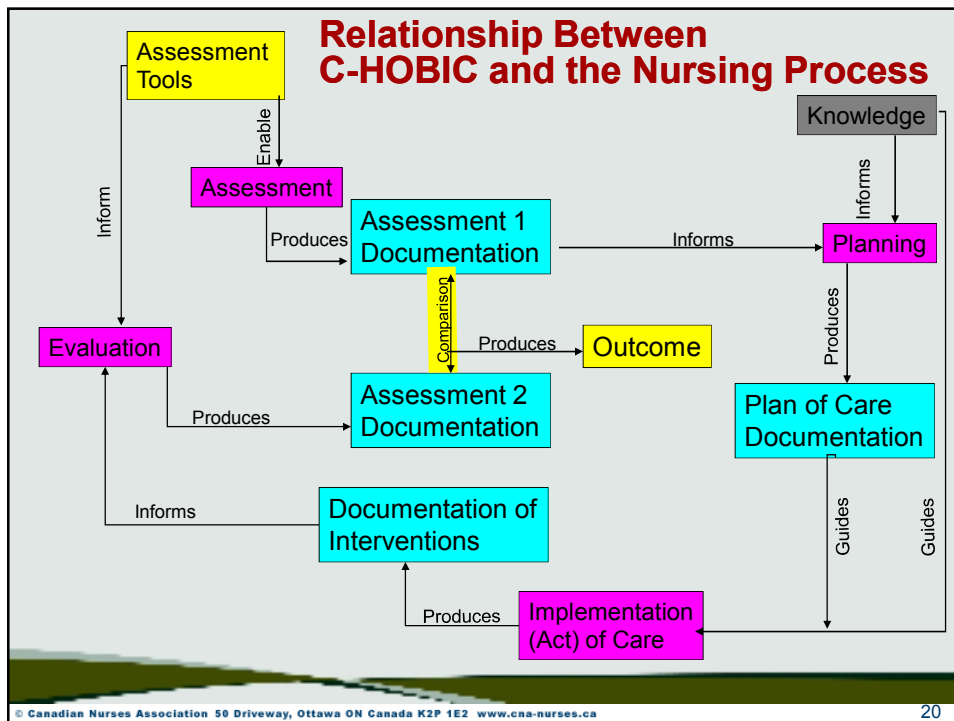 Relationship Between
C-HOBIC and the Nursing Process
Assessment
Tools
Knowledge
Enable
Inform
Informs
Assessment
Produces
Assessment 1
Documentation
Informs
Planning
Comparison
Produces
Outcome
Produces
Evaluation
Produces
Assessment 2
Documentation
Plan of Care
Documentation
Informs
Documentation of
Interventions
Guides
Guides
Produces
Implementation
(Act) of Care
© Canadian Nurses Association 50 Driveway, Ottawa ON Canada K2P 1E2 www.cna-nurses.ca
20